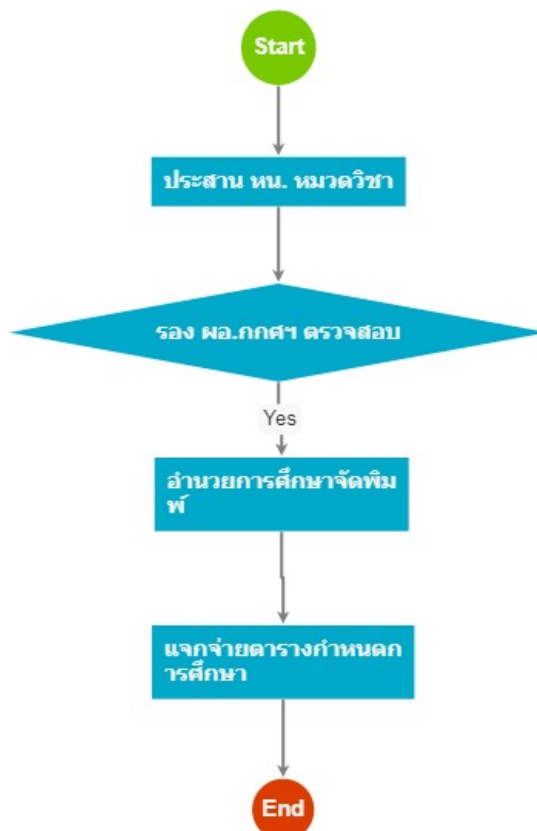 Start
ประสาน หน. หมวดวิชา
รอง ผอ.กกศฯ ตรวจสอบ
Yes
อำนวยการศึกษาจัดพิม
พ์
แจกจ่ายตารางกำหนดก
ารศึกษา
End